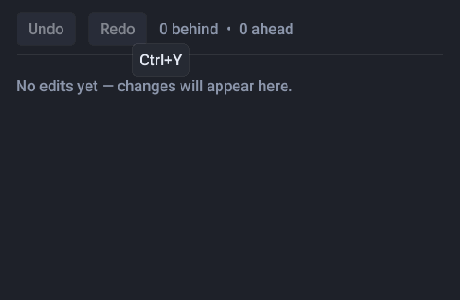 Undo Redo 0 behind • 0 ahead
Ctrl+Y
No edits yet — changes will appear here.